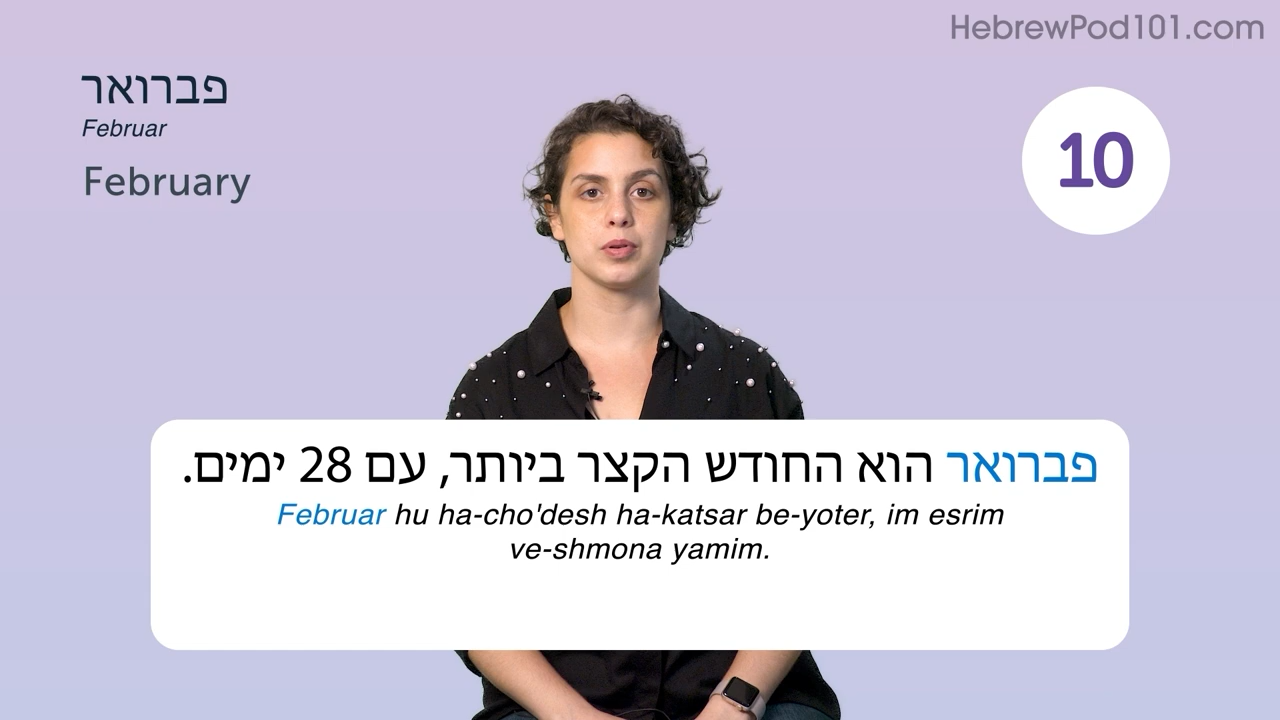 HebrewPod101.com
פברואר
Februar
February
10
פברואר הוא החודש הקצר ביותר, עם 28 ימים.
Februar hu ha-cho'desh ha-katsar be-yoter, im esrim
ve-shmona yamim.